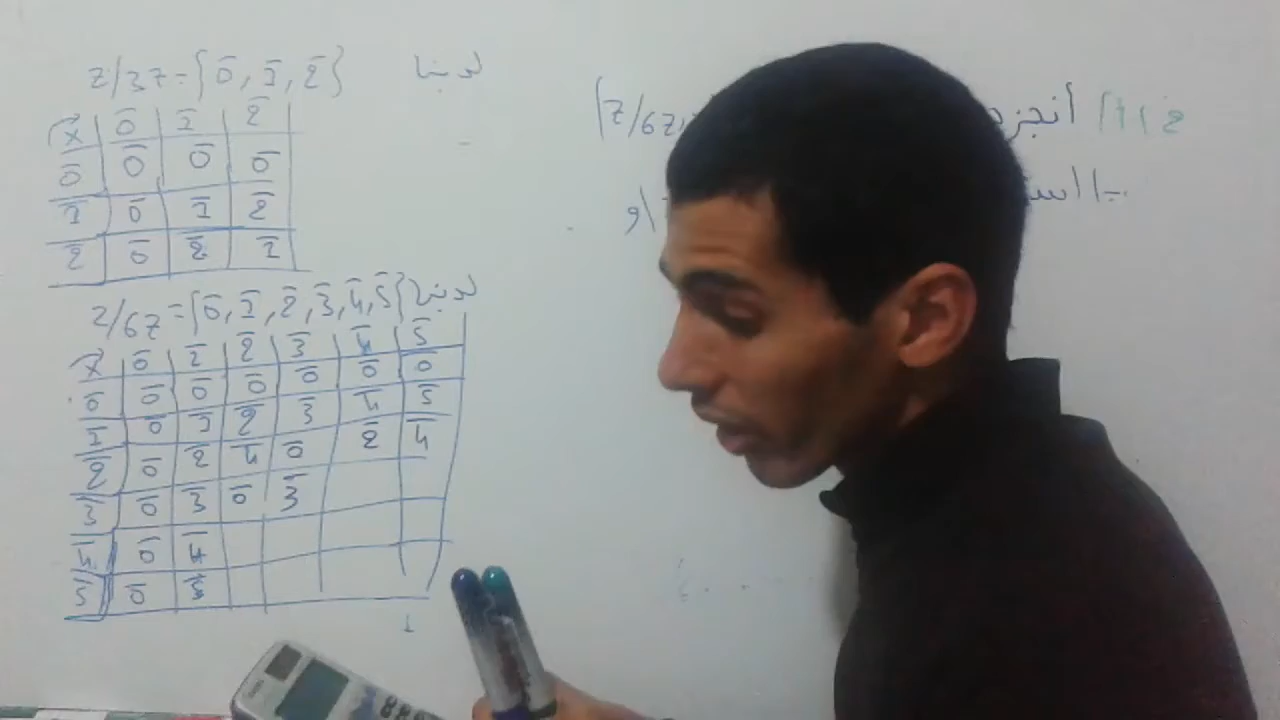 ج 1) أنجزم
(Z/6Z,
لدينا Z/3Z = {0̄, 1̄, 2̄}
x̄ 0̄ 1̄ 2̄
0̄ 0̄ 0̄ 0̄
1̄ 0̄ 1̄ 2̄
2̄ 0̄ 2̄ 1̄
لدينا Z/6Z = {0̄, 1̄, 2̄, 3̄, 4̄, 5̄}
x̄ 0̄ 1̄ 2̄ 3̄ 4̄ 5̄
0̄ 0̄ 0̄ 0̄ 0̄ 0̄ 0̄
1̄ 0̄ 1̄ 2̄ 3̄ 4̄ 5̄
2̄ 0̄ 2̄ 4̄ 0̄ 2̄ 4̄
3̄ 0̄ 3̄ 0̄ 3̄
4̄ 0̄ 4̄
5̄ 0̄ 5̄